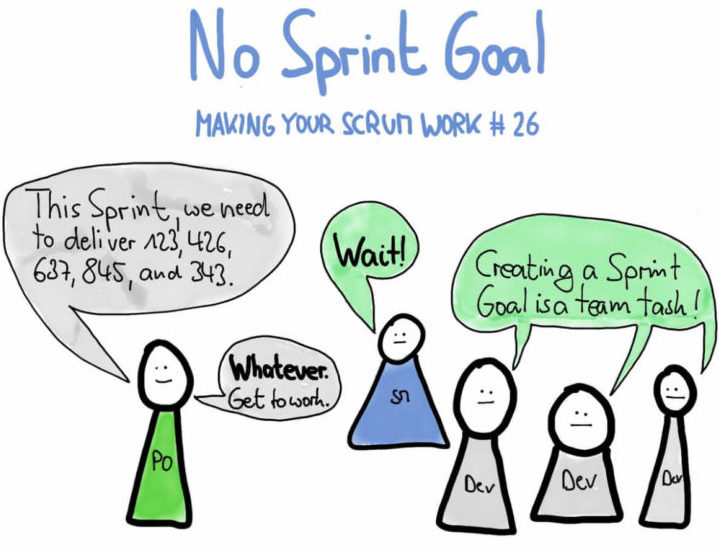 No Sprint Goal
MAKING YOUR SCRUM WORK # 26
This Sprint, we need
to deliver 123, 426,
637, 845, and 343.
Wait!
Creating a Sprint
Goal is a team task!
Whatever.
Get to work.
PO
SM
Dev
Dev
Dev